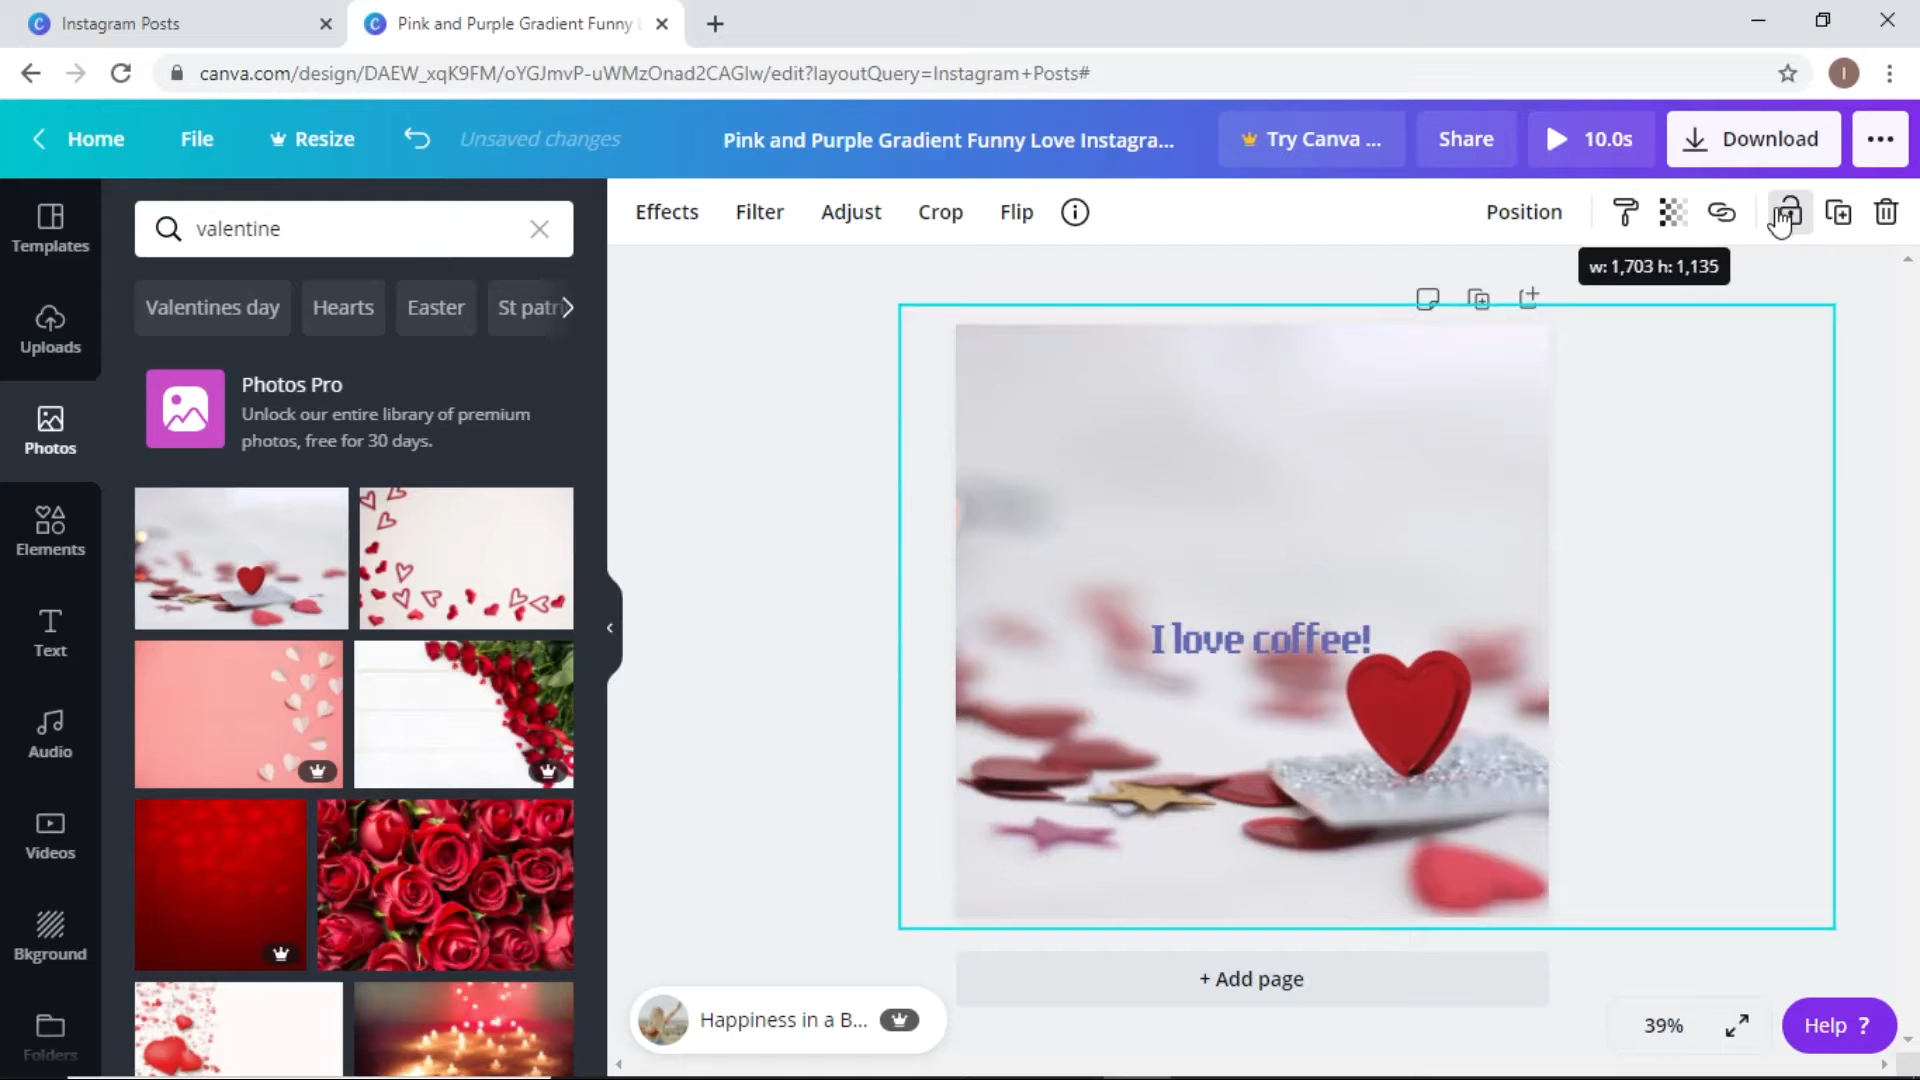 Instagram Posts
Pink and Purple Gradient Funny
canva.com/design/DAEW_xqK9FM/oYGJmvP-uWMzOnad2CAGlw/edit?layoutQuery=Instagram+Posts#
I
Home
File
Resize
Unsaved changes
Pink and Purple Gradient Funny Love Instagra...
Try Canva ...
Share
10.0s
Download
Templates
Uploads
Photos
Elements
Text
Audio
Videos
Bkground
Folders
valentine
Valentines day
Hearts
Easter
St patri
Photos Pro
Unlock our entire library of premium
photos, free for 30 days.
Effects
Filter
Adjust
Crop
Flip
Position
w: 1,703 h: 1,135
I love coffee!
+ Add page
Happiness in a B...
39%
Help ?